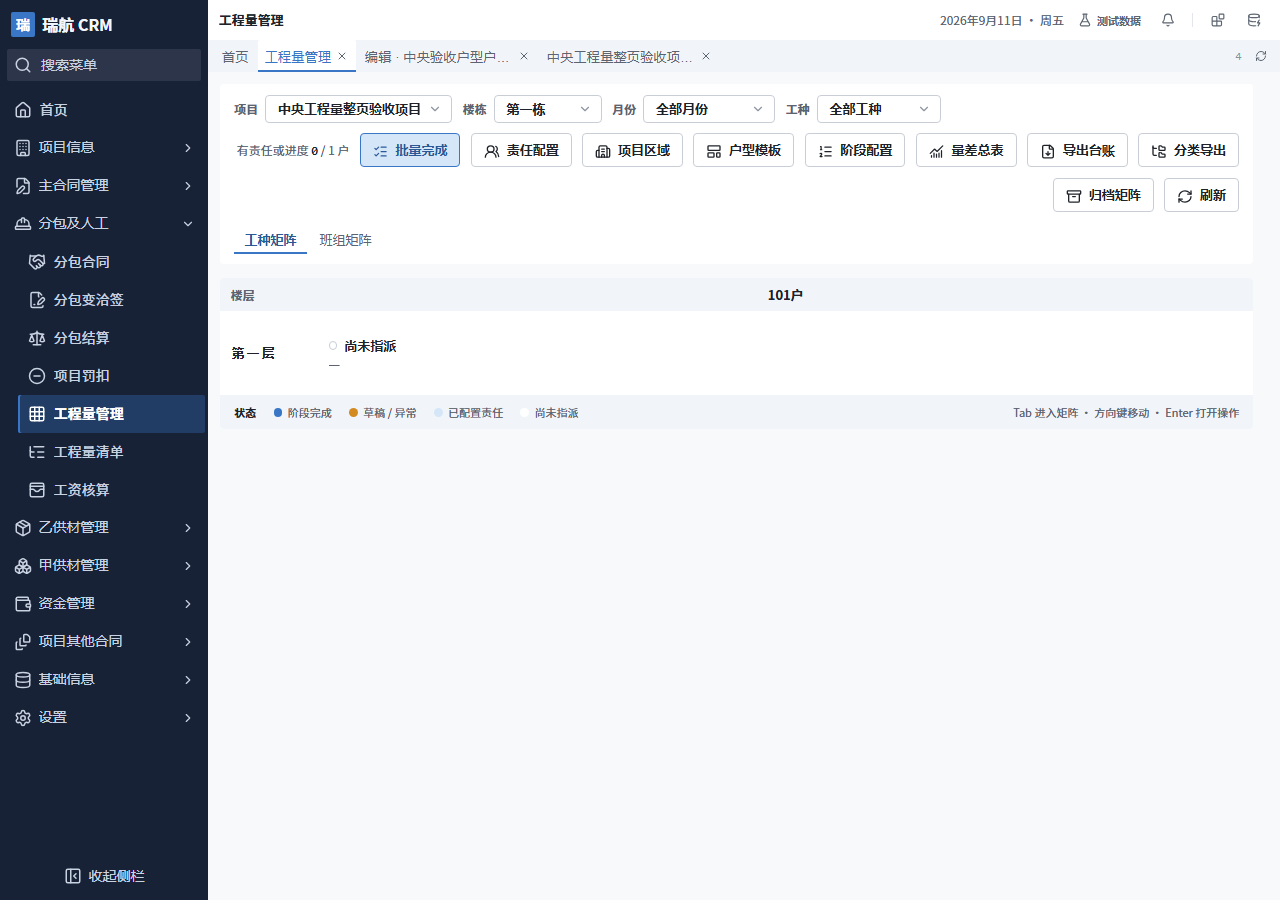 瑞 瑞航 CRM
搜索菜单
首页
项目信息
主合同管理
分包及人工
分包合同
分包变洽签
分包结算
项目罚扣
工程量管理
工程量清单
工资核算
乙供材管理
甲供材管理
资金管理
项目其他合同
基础信息
设置
收起侧栏
工程量管理 2026年9月11日 · 周五 测试数据
首页 工程量管理 编辑 · 中央验收户型户... 中央工程量整页验收项... 4
项目 中央工程量整页验收项目 楼栋 第一栋 月份 全部月份 工种 全部工种
有责任或进度 0 / 1 户 批量完成 责任配置 项目区域 户型模板 阶段配置 量差总表 导出台账 分类导出
归档矩阵 刷新
工种矩阵 班组矩阵
楼层 101户
第一层 尚未指派
—
状态 阶段完成 草稿 / 异常 已配置责任 尚未指派 Tab 进入矩阵 · 方向键移动 · Enter 打开操作